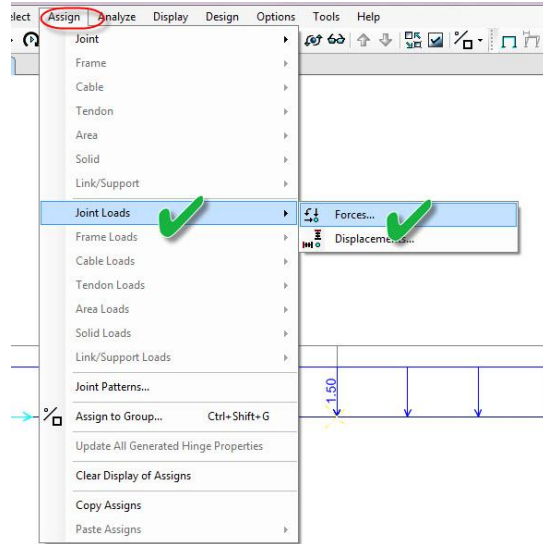 elect Assign Analyze Display Design Options Tools Help
Joint
Frame
Cable
Tendon
Area
Solid
Link/Support
Joint Loads
Forces...
Frame Loads
Displacements...
Cable Loads
Tendon Loads
Area Loads
Solid Loads
Link/Support Loads
Joint Patterns...
1.50
Assign to Group... Ctrl+Shift+G
Update All Generated Hinge Properties
Clear Display of Assigns
Copy Assigns
Paste Assigns